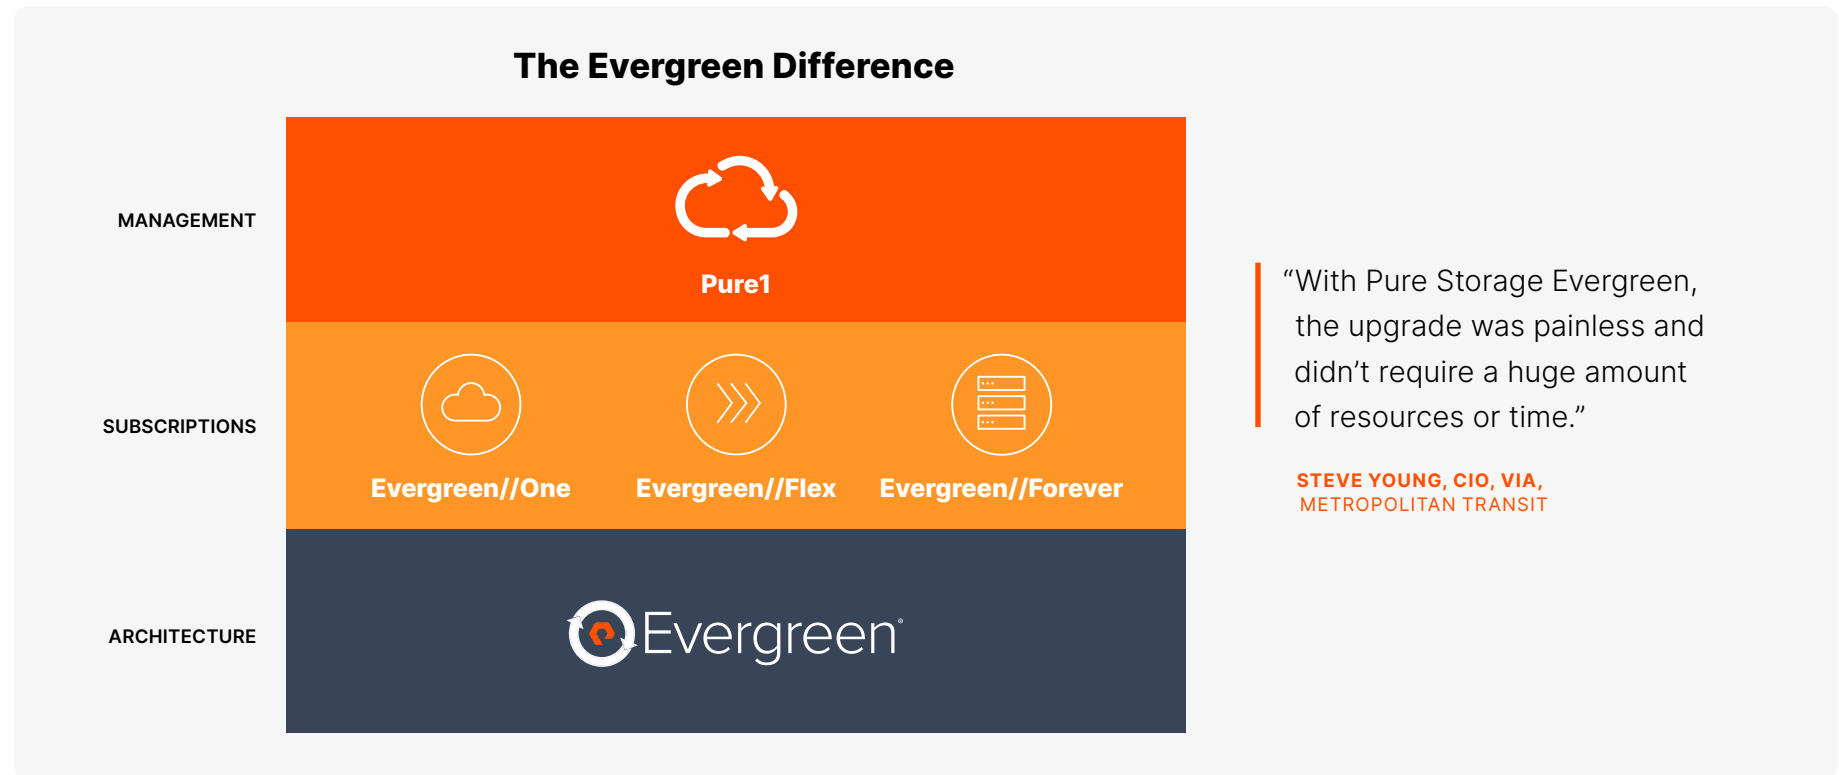 The Evergreen Difference
MANAGEMENT
Pure1
SUBSCRIPTIONS
Evergreen//One
Evergreen//Flex
Evergreen//Forever
ARCHITECTURE
Evergreen®
“With Pure Storage Evergreen,
the upgrade was painless and
didn’t require a huge amount
of resources or time.”
STEVE YOUNG, CIO, VIA,
METROPOLITAN TRANSIT